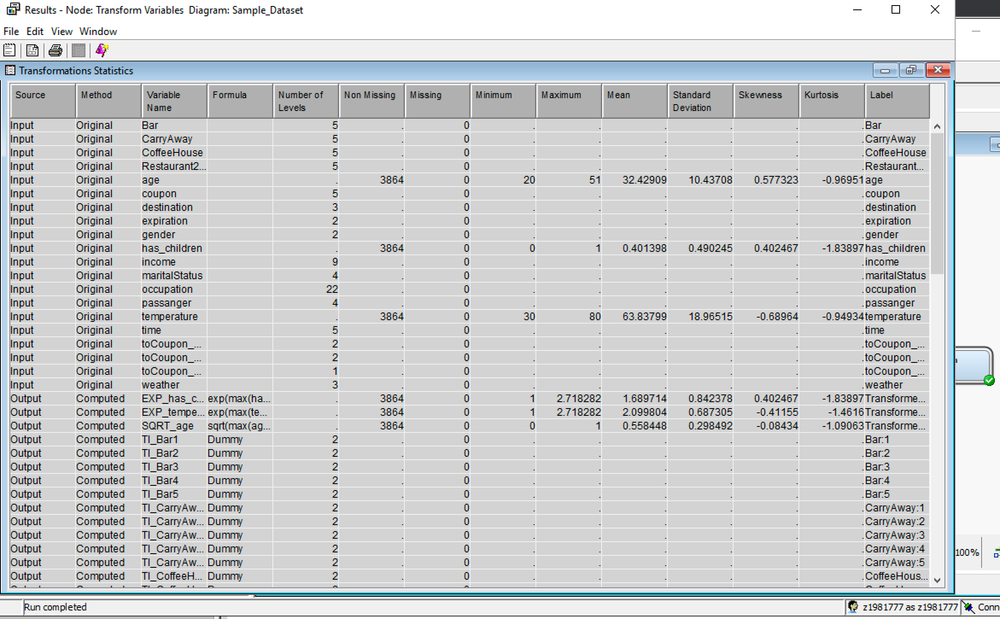 Results - Node: Transform Variables Diagram: Sample_Dataset
File Edit View Window
Transformations Statistics
Source Method Variable Name Formula Number of Levels Non Missing Missing Minimum Maximum Mean Standard Deviation Skewness Kurtosis Label
Input Original Bar 5 . 0 . . . . . . Bar
Input Original CarryAway 5 . 0 . . . . . . CarryAway
Input Original CoffeeHouse 5 . 0 . . . . . . CoffeeHouse
Input Original Restaurant2... 5 . 0 . . . . . . Restaurant...
Input Original age . 3864 0 20 51 32.42909 10.43708 0.577323 -0.96951 age
Input Original coupon 5 . 0 . . . . . . coupon
Input Original destination 3 . 0 . . . . . . destination
Input Original expiration 2 . 0 . . . . . . expiration
Input Original gender 2 . 0 . . . . . . gender
Input Original has_children . 3864 0 0 1 0.401398 0.490245 0.402467 -1.83897 has_children
Input Original income 9 . 0 . . . . . . income
Input Original maritalStatus 4 . 0 . . . . . . maritalStatus
Input Original occupation 22 . 0 . . . . . . occupation
Input Original passanger 4 . 0 . . . . . . passanger
Input Original temperature . 3864 0 30 80 63.83799 18.96515 -0.68964 -0.94934 temperature
Input Original time 5 . 0 . . . . . . time
Input Original toCoupon_... 2 . 0 . . . . . . toCoupon_...
Input Original toCoupon_... 2 . 0 . . . . . . toCoupon_...
Input Original toCoupon_... 1 . 0 . . . . . . toCoupon_...
Input Original weather 3 . 0 . . . . . . weather
Output Computed EXP_has_c... exp(max(ha... . 3864 0 1 2.718282 1.689714 0.842378 0.402467 -1.83897 Transforme...
Output Computed EXP_tempe... exp(max(te... . 3864 0 1 2.718282 2.099804 0.687305 -0.41155 -1.4616 Transforme...
Output Computed SQRT_age sqrt(max(ag... . 3864 0 0 1 0.558448 0.298492 -0.08434 -1.09063 Transforme...
Output Computed TI_Bar1 Dummy 2 . 0 . . . . . . Bar:1
Output Computed TI_Bar2 Dummy 2 . 0 . . . . . . Bar:2
Output Computed TI_Bar3 Dummy 2 . 0 . . . . . . Bar:3
Output Computed TI_Bar4 Dummy 2 . 0 . . . . . . Bar:4
Output Computed TI_Bar5 Dummy 2 . 0 . . . . . . Bar:5
Output Computed TI_CarryAw... Dummy 2 . 0 . . . . . . CarryAway:1
Output Computed TI_CarryAw... Dummy 2 . 0 . . . . . . CarryAway:2
Output Computed TI_CarryAw... Dummy 2 . 0 . . . . . . CarryAway:3
Output Computed TI_CarryAw... Dummy 2 . 0 . . . . . . CarryAway:4
Output Computed TI_CarryAw... Dummy 2 . 0 . . . . . . CarryAway:5
Output Computed TI_CoffeeH... Dummy 2 . 0 . . . . . . CoffeeHous...
100%
Run completed
z1981777 as z1981777
Conn